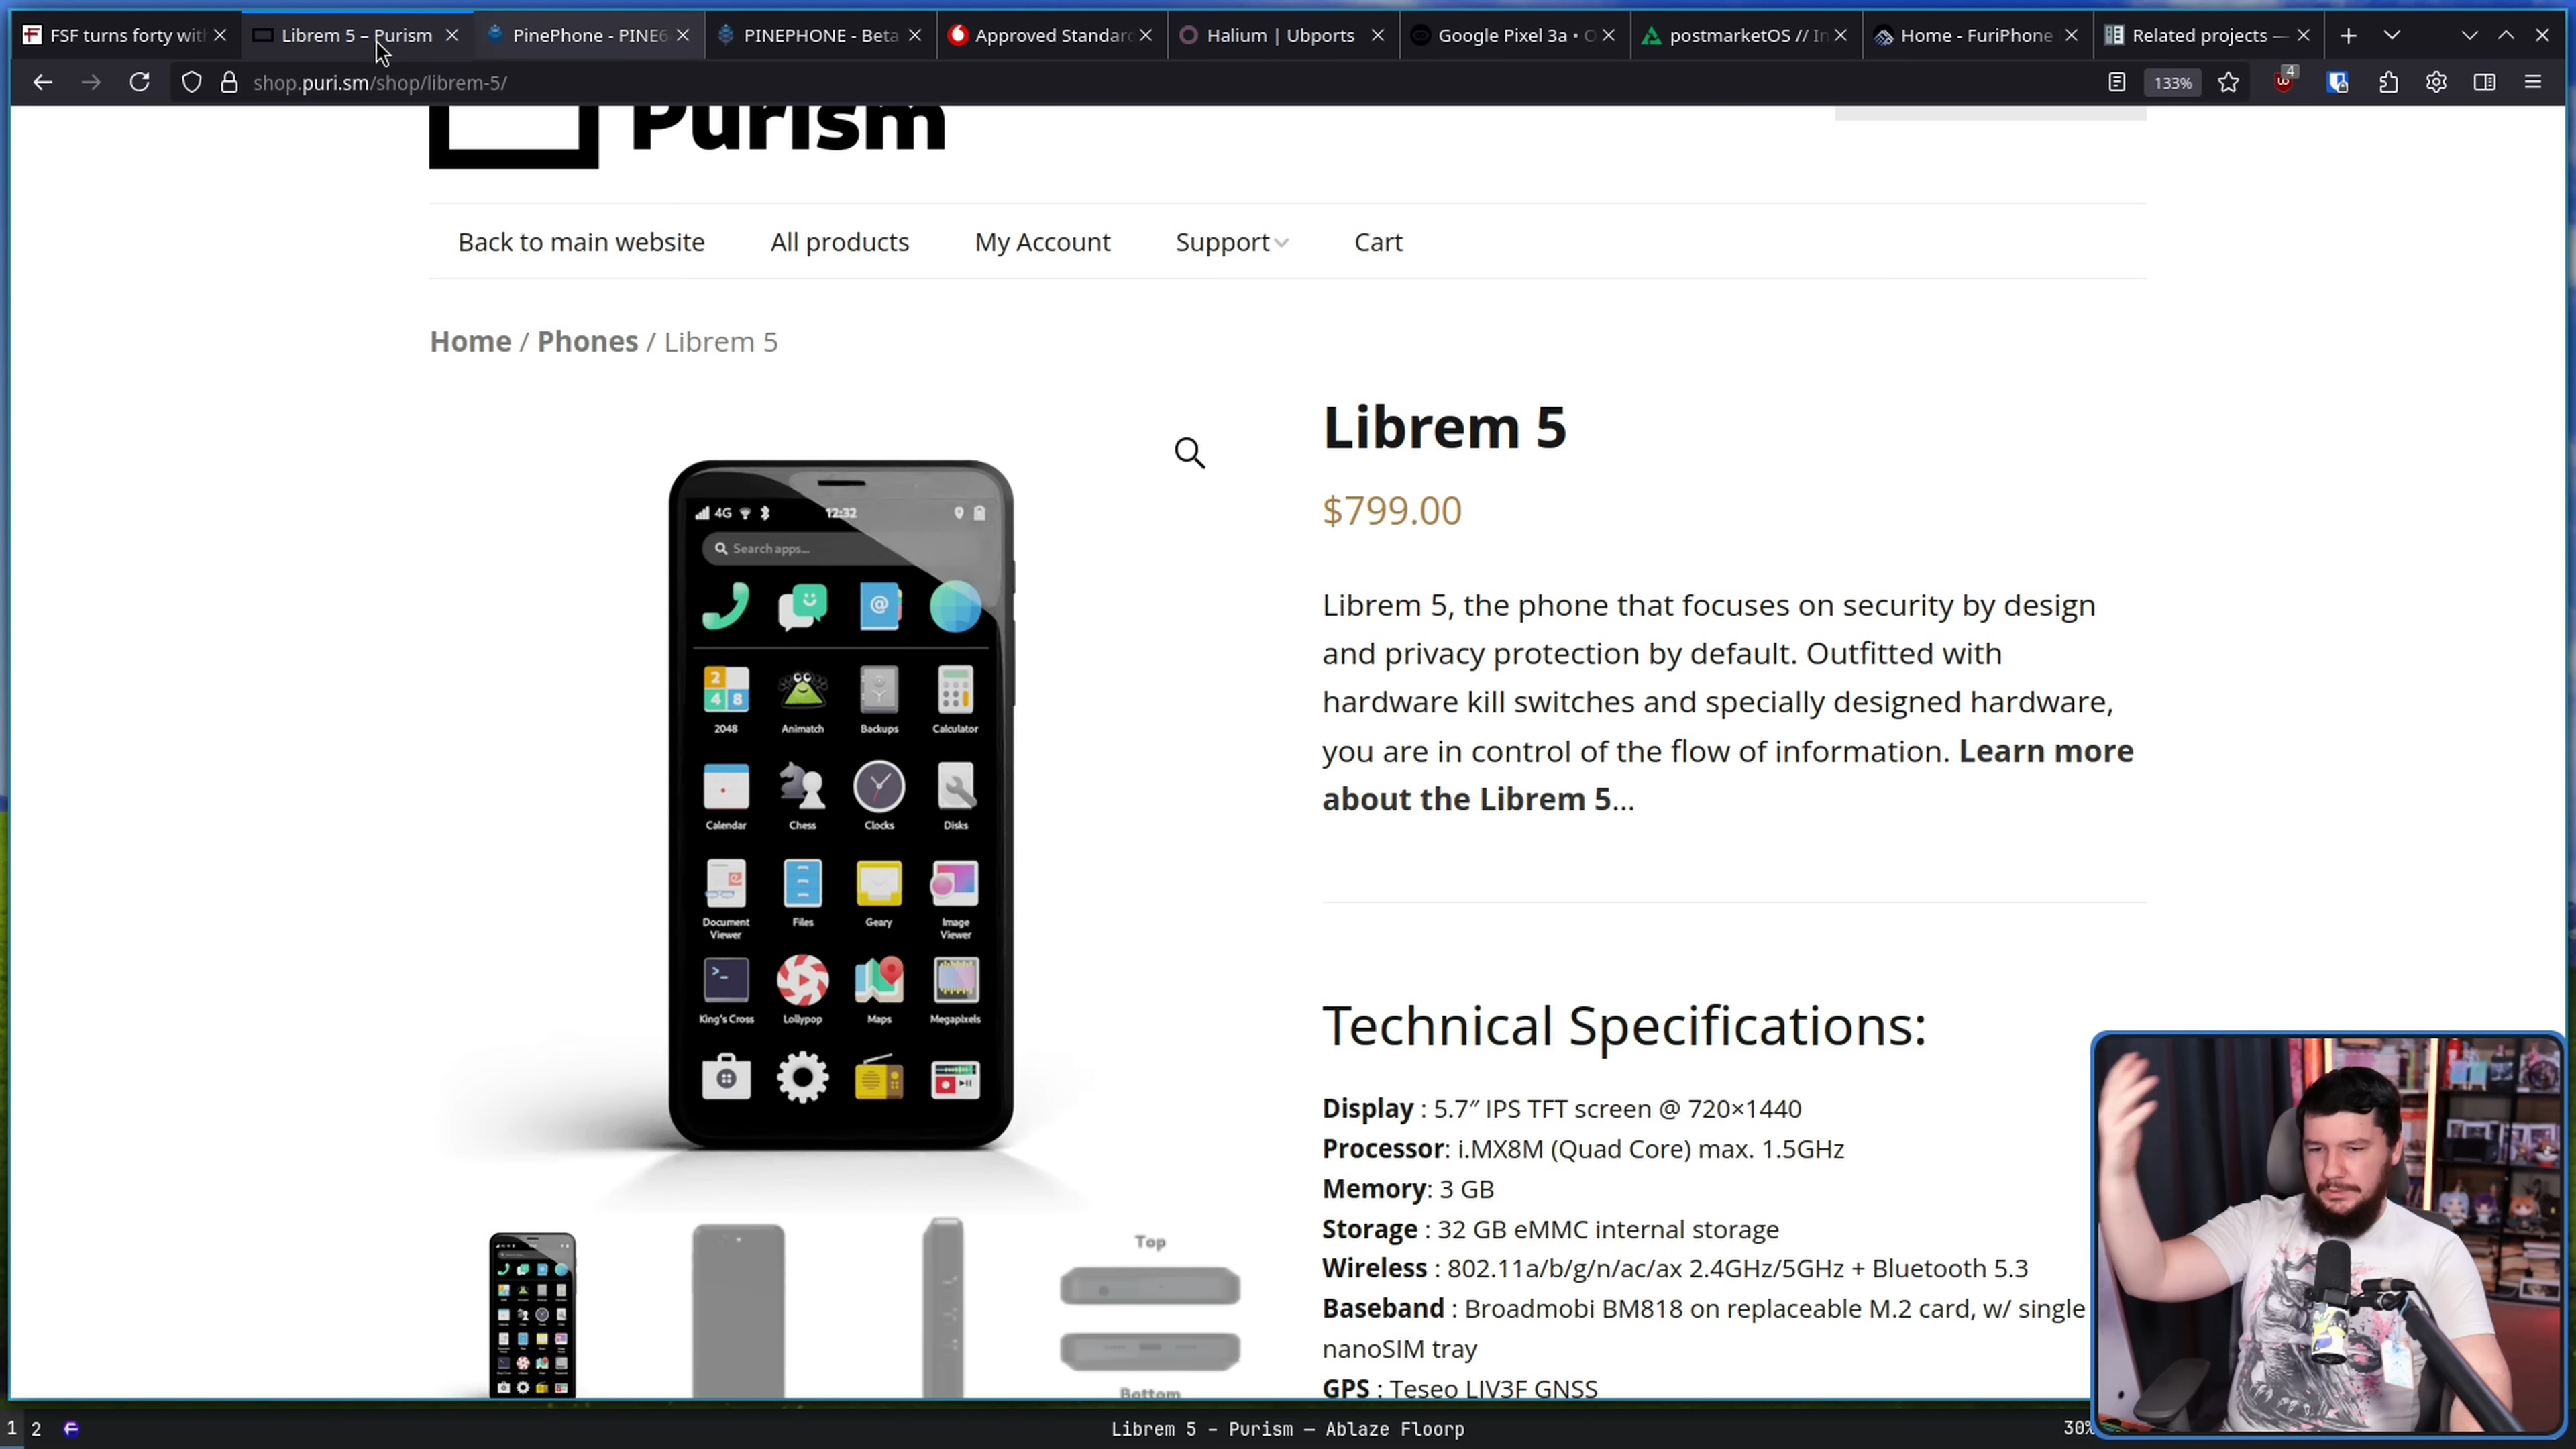 FSF turns forty wit
Librem 5 – Purism
PinePhone - PINE6
PINEPHONE - Beta
Approved Standard
Halium | Ubports
Google Pixel 3a • O
postmarketOS // In
Home - FuriPhone
Related projects —
shop.puri.sm/shop/librem-5/
133%
4
Purism
Back to main website
All products
My Account
Support
Cart
Home / Phones / Librem 5
4G
12:32
Search apps...
2048
Animatch
Backups
Calculator
Calendar
Chess
Clocks
Disks
Document Viewer
Files
Geary
Image Viewer
King's Cross
Lollypop
Maps
Megapixels
Top
Bottom
Librem 5
$799.00
Librem 5, the phone that focuses on security by design
and privacy protection by default. Outfitted with
hardware kill switches and specially designed hardware,
you are in control of the flow of information. Learn more
about the Librem 5...
Technical Specifications:
Display : 5.7″ IPS TFT screen @ 720×1440
Processor: i.MX8M (Quad Core) max. 1.5GHz
Memory: 3 GB
Storage : 32 GB eMMC internal storage
Wireless : 802.11a/b/g/n/ac/ax 2.4GHz/5GHz + Bluetooth 5.3
Baseband : Broadmobi BM818 on replaceable M.2 card, w/ single
nanoSIM tray
GPS : Teseo LIV3F GNSS
1 2
Librem 5 – Purism — Ablaze Floorp
30%